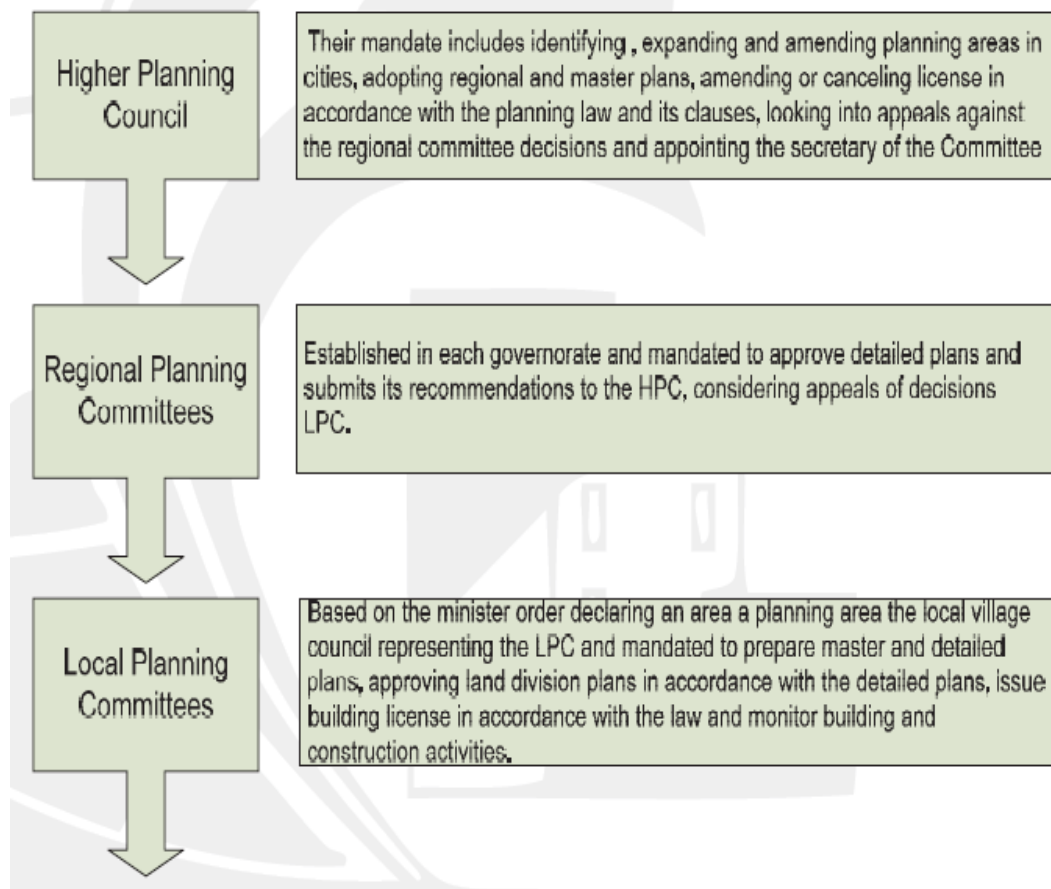 Higher Planning
Council
Their mandate includes identifying , expanding and amending planning areas in
cities, adopting regional and master plans, amending or canceling license in
accordance with the planning law and its clauses, looking into appeals against
the regional committee decisions and appointing the secretary of the Committee
Regional Planning
Committees
Established in each governorate and mandated to approve detailed plans and
submits its recommendations to the HPC, considering appeals of decisions
LPC.
Local Planning
Committees
Based on the minister order declaring an area a planning area the local village
council representing the LPC and mandated to prepare master and detailed
plans, approving land division plans in accordance with the detailed plans, issue
building license in accordance with the law and monitor building and
construction activities.